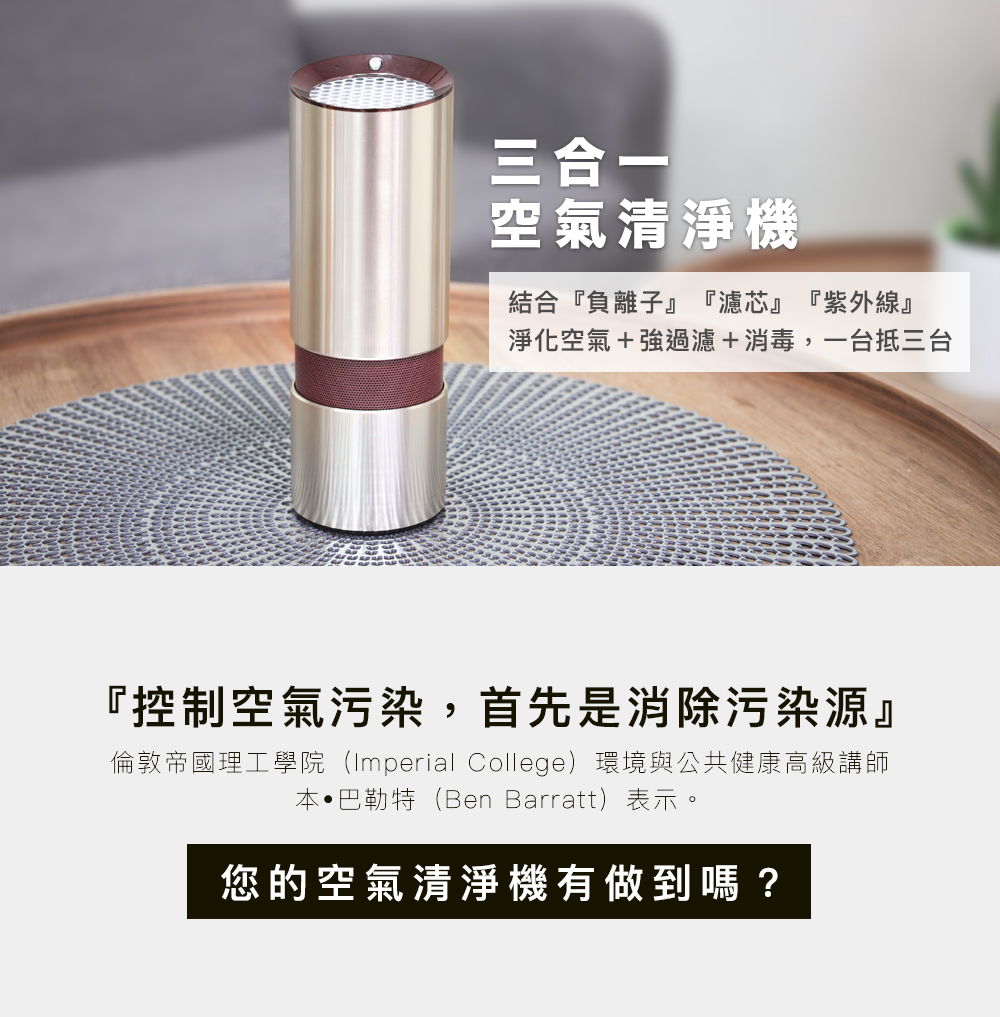 三合一
空氣清淨機
結合『負離子』『濾芯』『紫外線』
淨化空氣＋強過濾＋消毒，一台抵三台
『控制空氣污染，首先是消除污染源』
倫敦帝國理工學院（Imperial College）環境與公共健康高級講師
本•巴勒特（Ben Barratt）表示。
您的空氣清淨機有做到嗎？